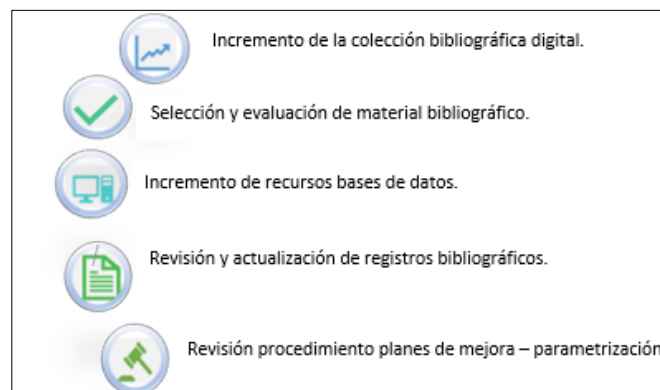 Incremento de la colección bibliográfica digital.
Selección y evaluación de material bibliográfico.
Incremento de recursos bases de datos.
Revisión y actualización de registros bibliográficos.
Revisión procedimiento planes de mejora – parametrización